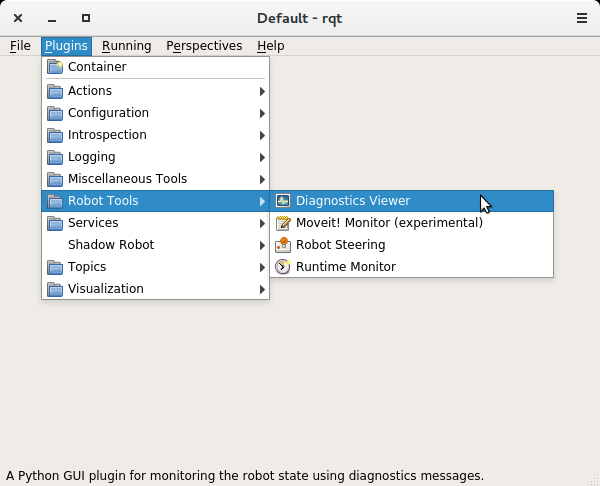 Default - rqt
File Plugins Running Perspectives Help
Container
Actions
Configuration
Introspection
Logging
Miscellaneous Tools
Robot Tools
Services
Shadow Robot
Topics
Visualization
Diagnostics Viewer
Moveit! Monitor (experimental)
Robot Steering
Runtime Monitor
A Python GUI plugin for monitoring the robot state using diagnostics messages.